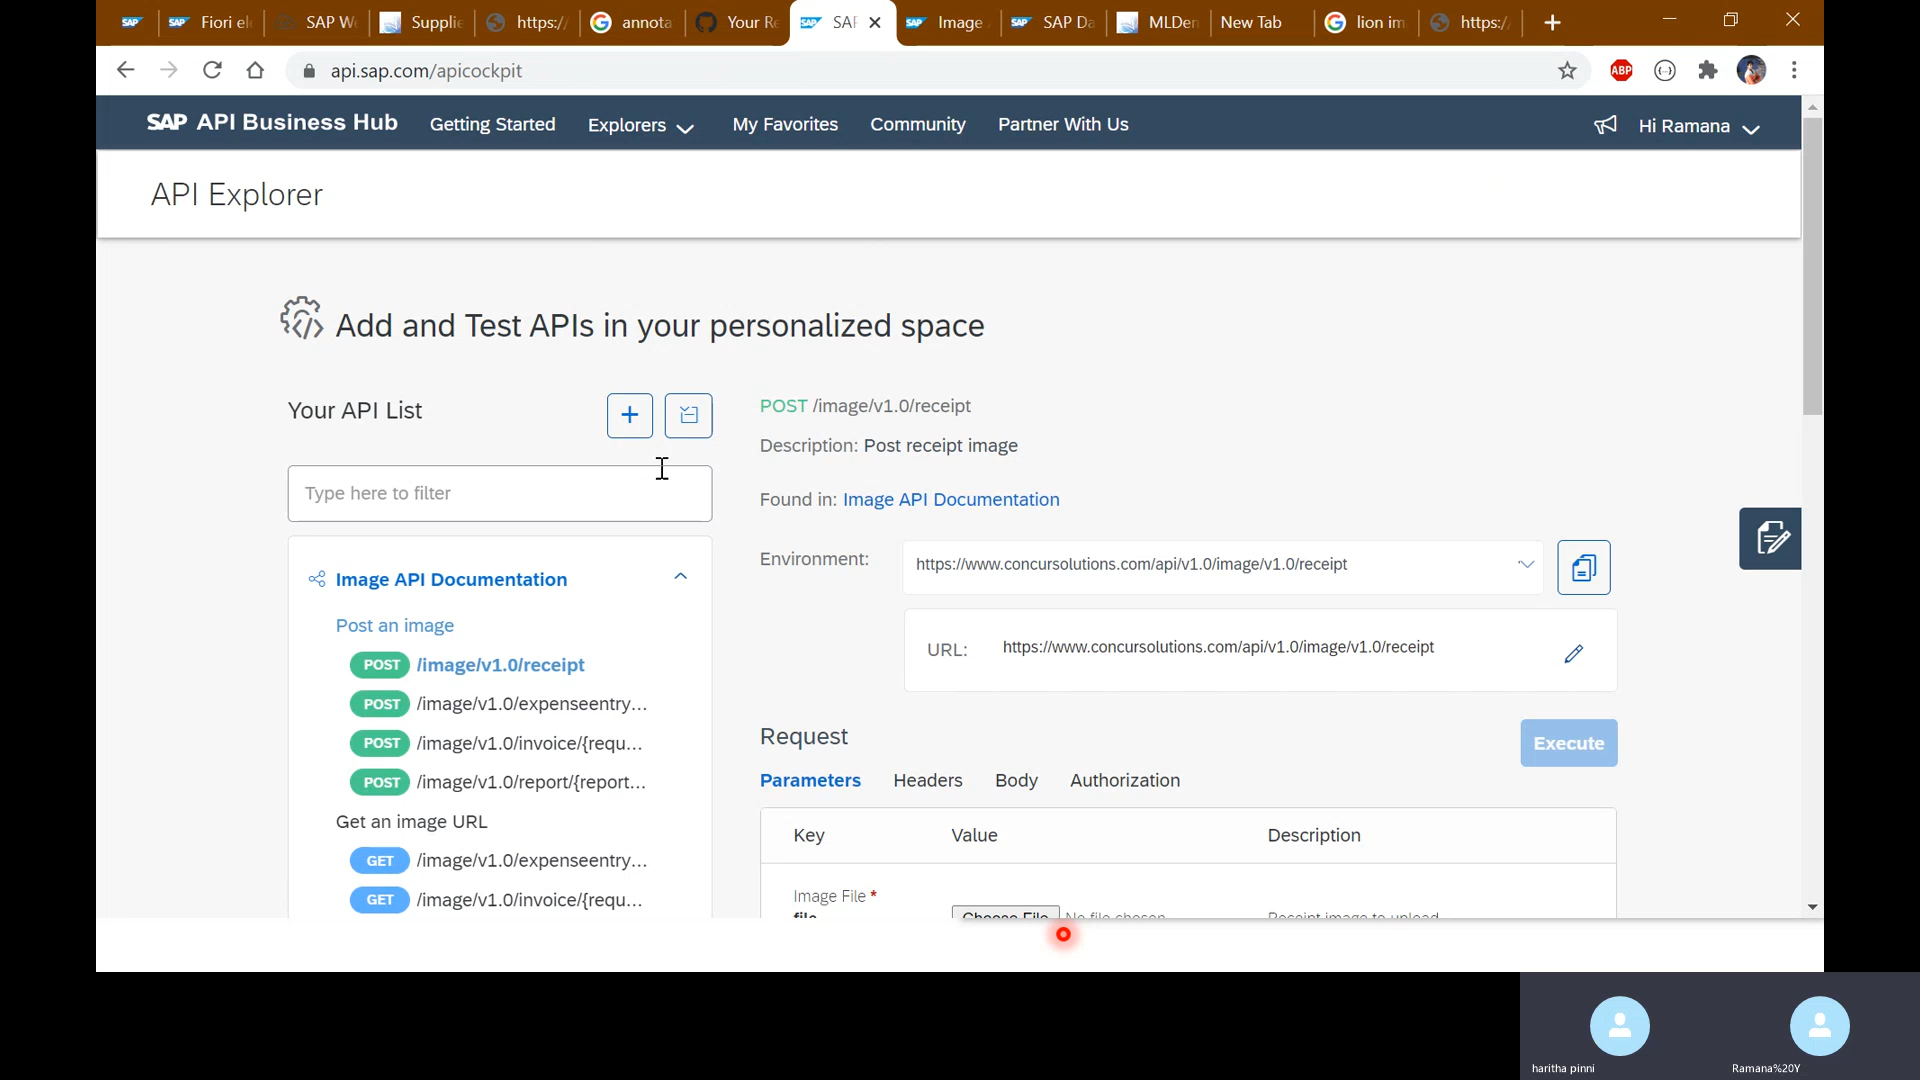 Fiori el
SAP W
Supplie
https:/
annota
Your Re
SAF
Image
SAP Da
MLDen
New Tab
lion im
https:/
api.sap.com/apicockpit
ABP
SAP API Business Hub
Getting Started
Explorers
My Favorites
Community
Partner With Us
Hi Ramana
API Explorer
Add and Test APIs in your personalized space
Your API List
Type here to filter
Image API Documentation
Post an image
POST /image/v1.0/receipt
POST /image/v1.0/expenseentry...
POST /image/v1.0/invoice/{requ...
POST /image/v1.0/report/{report...
Get an image URL
GET /image/v1.0/expenseentry...
GET /image/v1.0/invoice/{requ...
POST /image/v1.0/receipt
Description: Post receipt image
Found in: Image API Documentation
Environment: https://www.concursolutions.com/api/v1.0/image/v1.0/receipt
URL: https://www.concursolutions.com/api/v1.0/image/v1.0/receipt
Request
Execute
Parameters Headers Body Authorization
Key Value Description
Image File *
file Choose File No file chosen Receipt image to upload
haritha pinni
Ramana%20Y